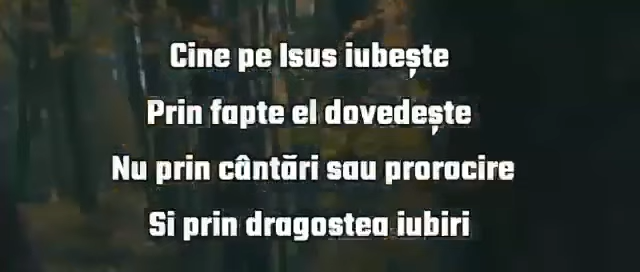 Cine pe Isus iubește
Prin fapte el dovedește
Nu prin cântări sau prorocire
Si prin dragostea iubiri